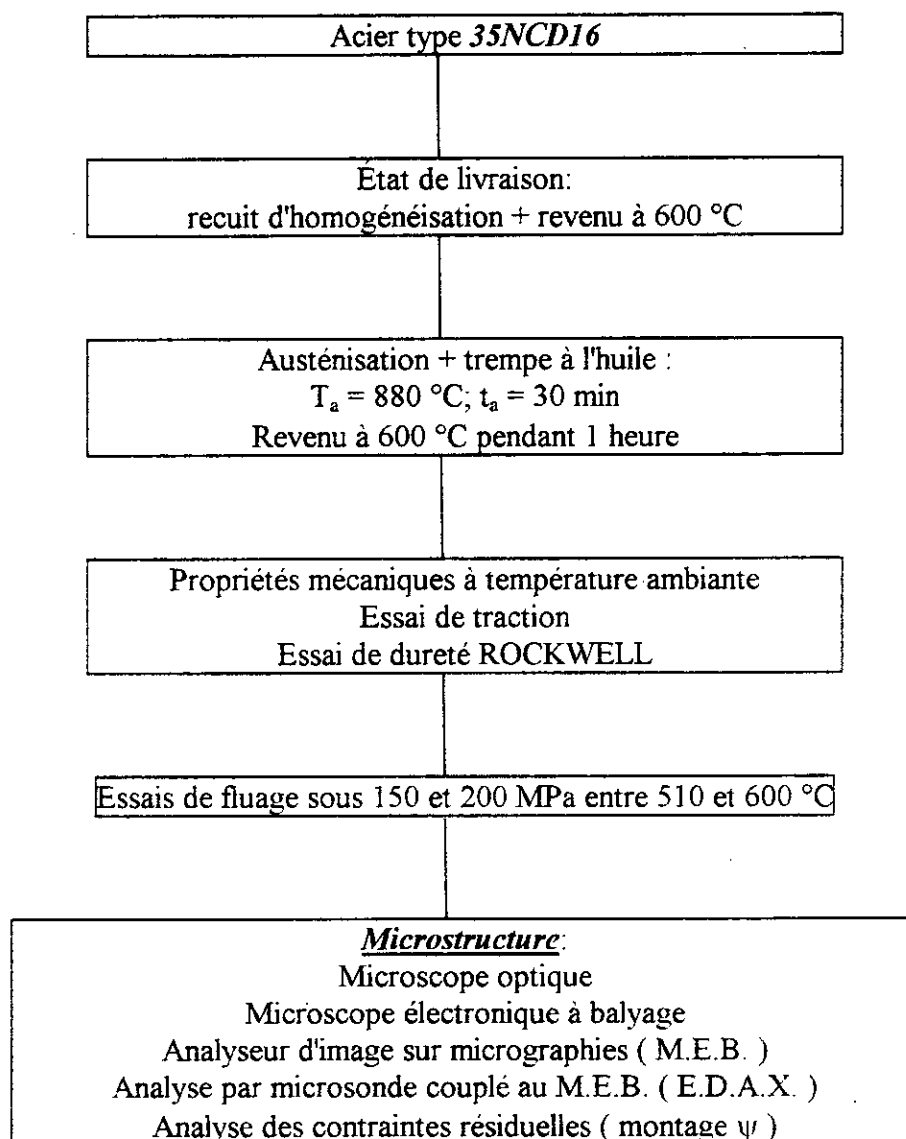 Acier type 35NCD16
État de livraison:
recuit d'homogénéisation + revenu à 600 °C
Austénisation + trempe à l'huile :
Ta = 880 °C; ta = 30 min
Revenu à 600 °C pendant 1 heure
Propriétés mécaniques à température ambiante
Essai de traction
Essai de dureté ROCKWELL
Essais de fluage sous 150 et 200 MPa entre 510 et 600 °C
Microstructure:
Microscope optique
Microscope électronique à balyage
Analyseur d'image sur micrographies ( M.E.B. )
Analyse par microsonde couplé au M.E.B. ( E.D.A.X. )
Analyse des contraintes résiduelles ( montage ψ )